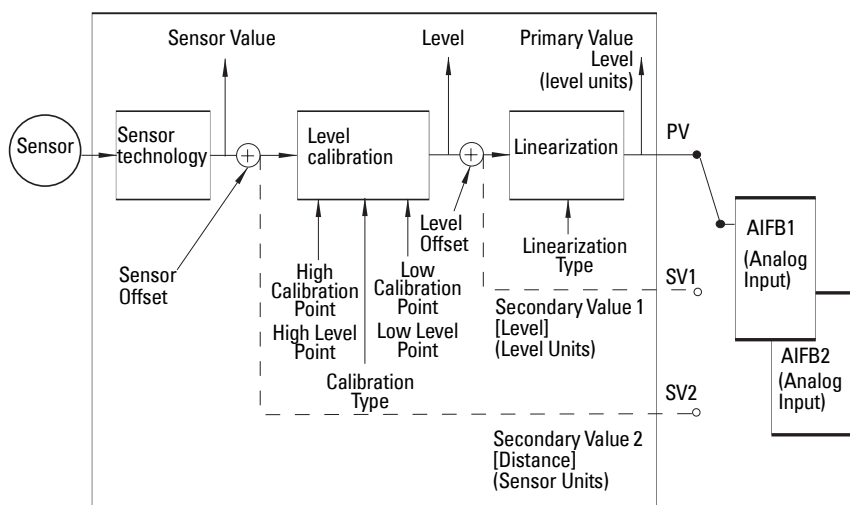 Sensor Value
Level
Primary Value
Level
(level units)
Sensor
Sensor
technology
Level
calibration
Linearization
PV
Sensor
Offset
High
Calibration
Point
High Level
Point
Low
Calibration
Point
Low Level
Point
Calibration
Type
Level
Offset
Linearization
Type
Secondary Value 1
[Level]
(Level Units)
SV1
Secondary Value 2
[Distance]
(Sensor Units)
SV2
AIFB1
(Analog
Input)
AIFB2
(Analog
Input)